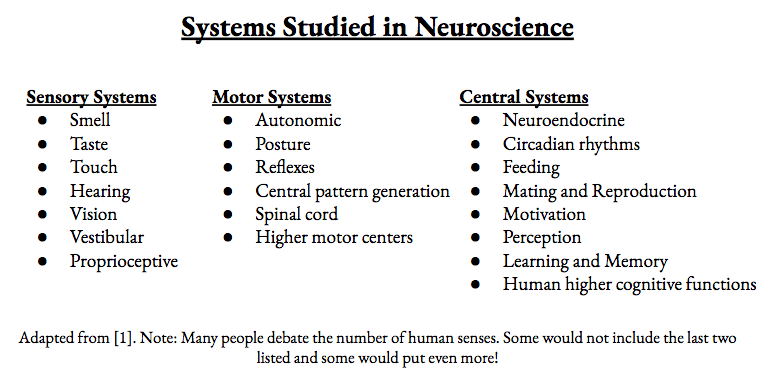 Systems Studied in Neuroscience
Sensory Systems
● Smell
● Taste
● Touch
● Hearing
● Vision
● Vestibular
● Proprioceptive
Motor Systems
● Autonomic
● Posture
● Reflexes
● Central pattern generation
● Spinal cord
● Higher motor centers
Central Systems
● Neuroendocrine
● Circadian rhythms
● Feeding
● Mating and Reproduction
● Motivation
● Perception
● Learning and Memory
● Human higher cognitive functions
Adapted from [1]. Note: Many people debate the number of human senses. Some would not include the last two
listed and some would put even more!